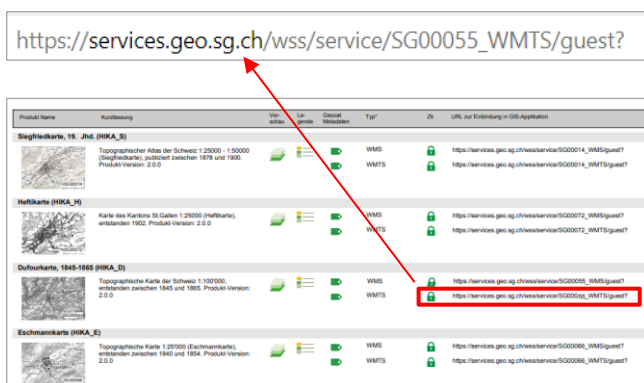 https://services.geo.sg.ch/wss/service/SG00055_WMTS/guest?
Produkt Name Kurzfassung Vor-schau Le-gende Geocat Metadaten Typ* Zk URL zur Einbindung in GIS-Applikation
Siegfriedkarte, 19. Jhd. (HIKA_S)
Topographischer Atlas der Schweiz 1:25000 - 1:50000 WMS https://services.geo.sg.ch/wss/service/SG00014_WMS/guest?
(Siegfriedkarte), publiziert zwischen 1878 und 1900.
Produkt-Version: 2.0.0 WMTS https://services.geo.sg.ch/wss/service/SG00014_WMTS/guest?
Heftikarte (HIKA_H)
Karte des Kantons St.Gallen 1:25000 (Heftikarte), WMS https://services.geo.sg.ch/wss/service/SG00072_WMS/guest?
entstanden 1902. Produkt-Version: 2.0.0
WMTS https://services.geo.sg.ch/wss/service/SG00072_WMTS/guest?
Dufourkarte, 1845-1865 (HIKA_D)
Topographische Karte der Schweiz 1:100'000, WMS https://services.geo.sg.ch/wss/service/SG00055_WMS/guest?
entstanden zwischen 1845 und 1865. Produkt-Version:
2.0.0 WMTS https://services.geo.sg.ch/wss/service/SG00055_WMTS/guest?
Eschmannkarte (HIKA_E)
Topographische Karte 1:25'000 (Eschmannkarte), WMS https://services.geo.sg.ch/wss/service/SG00066_WMS/guest?
entstanden zwischen 1840 und 1854. Produkt-Version:
2.0.0 WMTS https://services.geo.sg.ch/wss/service/SG00066_WMTS/guest?